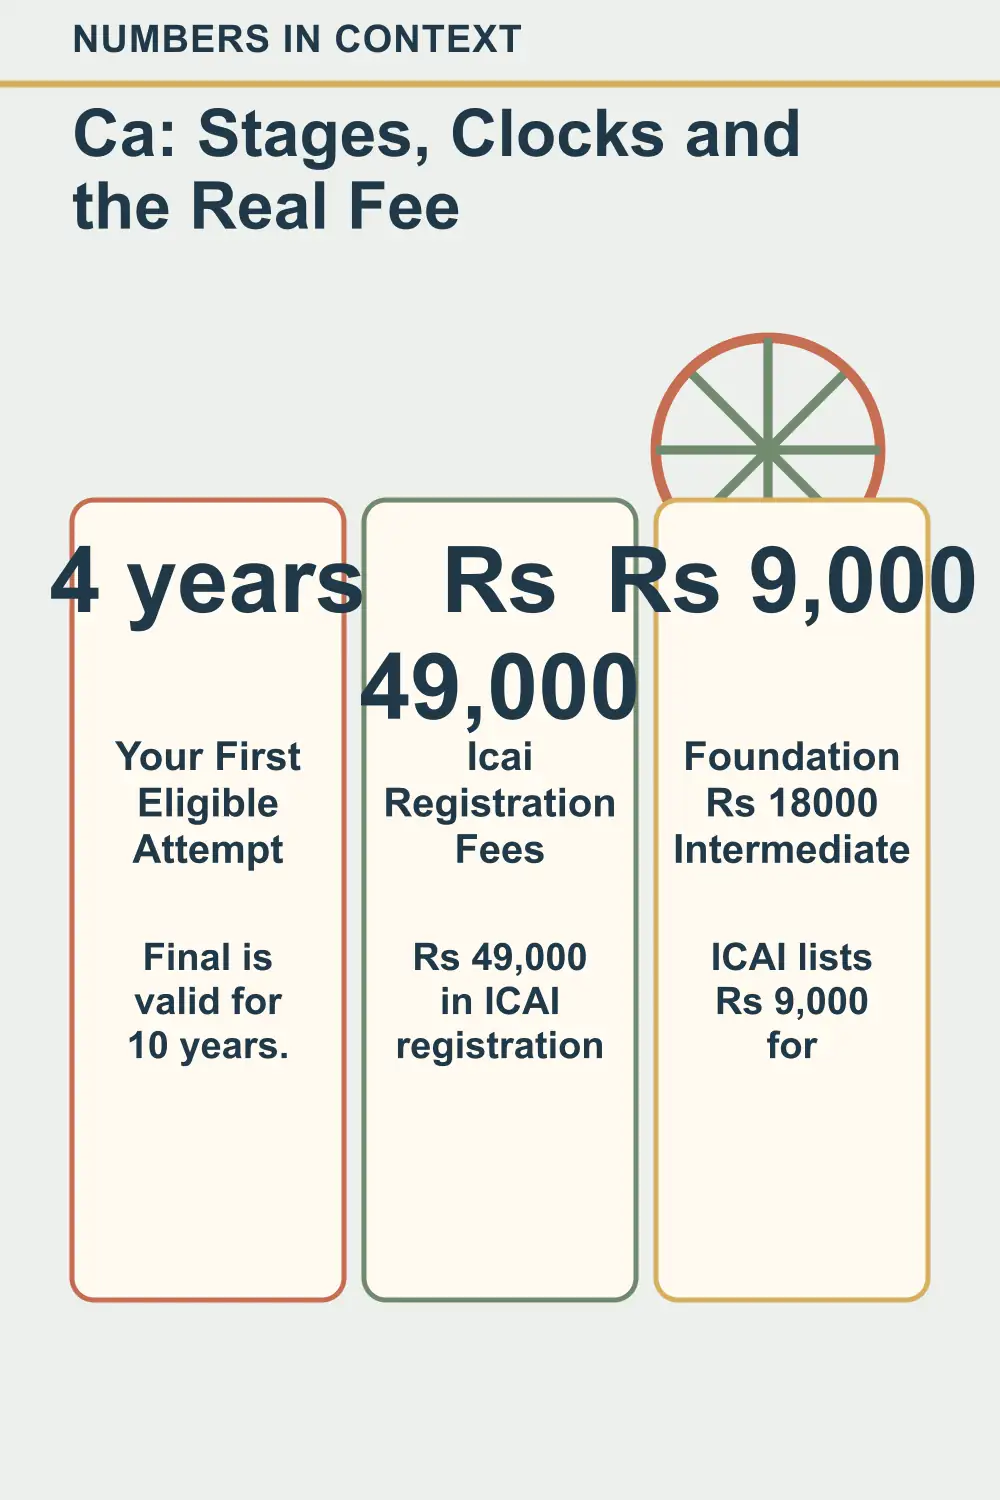 NUMBERS IN CONTEXT
Ca: Stages, Clocks and
the Real Fee
4 years
Your First
Eligible
Attempt
Final is
valid for
10 years.
Rs
49,000
Icai
Registration
Fees
Rs 49,000
in ICAI
registration
Rs 9,000
Foundation
Rs 18000
Intermediate
ICAI lists
Rs 9,000
for